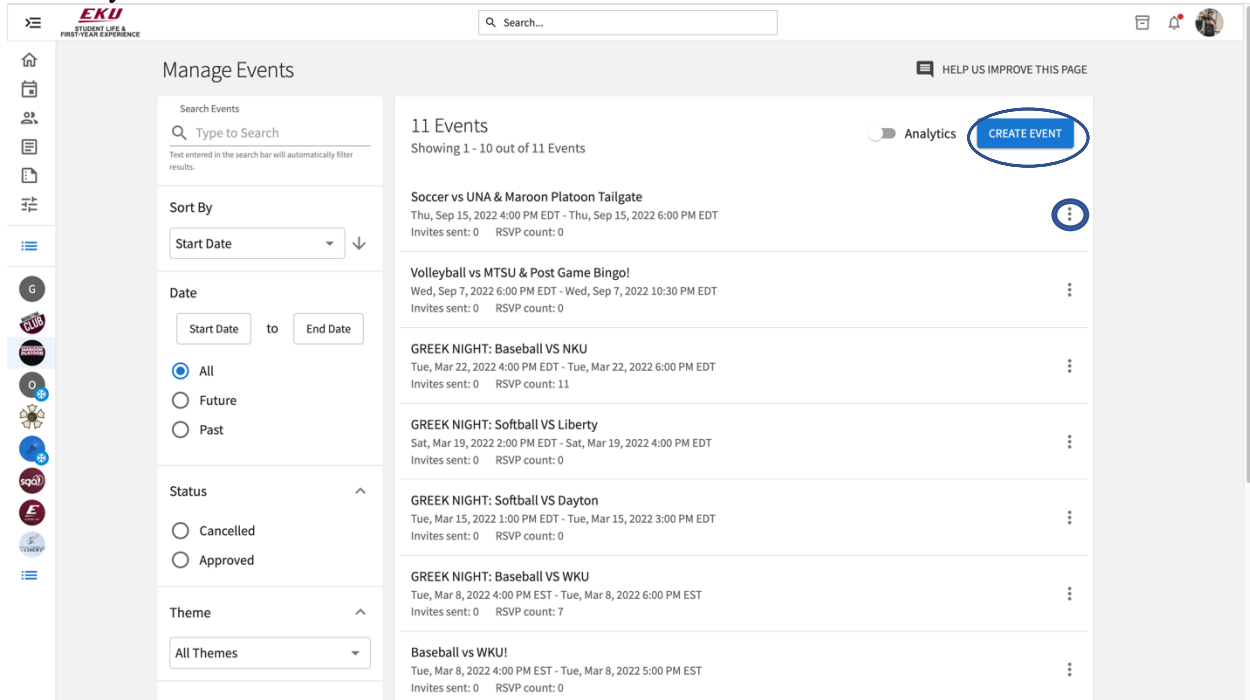 EKU
STUDENT LIFE &
FIRST-YEAR EXPERIENCE
Search...
Manage Events
HELP US IMPROVE THIS PAGE
Search Events
Type to Search
Text entered in the search bar will automatically filter
results.
Sort By
Start Date
Date
Start Date to End Date
All
Future
Past
Status
Cancelled
Approved
Theme
All Themes
11 Events
Showing 1 - 10 out of 11 Events
Analytics
CREATE EVENT
Soccer vs UNA & Maroon Platoon Tailgate
Thu, Sep 15, 2022 4:00 PM EDT - Thu, Sep 15, 2022 6:00 PM EDT
Invites sent: 0 RSVP count: 0
Volleyball vs MTSU & Post Game Bingo!
Wed, Sep 7, 2022 6:00 PM EDT - Wed, Sep 7, 2022 10:30 PM EDT
Invites sent: 0 RSVP count: 0
GREEK NIGHT: Baseball VS NKU
Tue, Mar 22, 2022 4:00 PM EDT - Tue, Mar 22, 2022 6:00 PM EDT
Invites sent: 0 RSVP count: 11
GREEK NIGHT: Softball VS Liberty
Sat, Mar 19, 2022 2:00 PM EDT - Sat, Mar 19, 2022 4:00 PM EDT
Invites sent: 0 RSVP count: 0
GREEK NIGHT: Softball VS Dayton
Tue, Mar 15, 2022 1:00 PM EDT - Tue, Mar 15, 2022 3:00 PM EDT
Invites sent: 0 RSVP count: 0
GREEK NIGHT: Baseball VS WKU
Tue, Mar 8, 2022 4:00 PM EST - Tue, Mar 8, 2022 6:00 PM EST
Invites sent: 0 RSVP count: 7
Baseball vs WKU!
Tue, Mar 8, 2022 4:00 PM EST - Tue, Mar 8, 2022 5:00 PM EST
Invites sent: 0 RSVP count: 0
G
CLUB
MAROON
PLATOON
O
sga
E